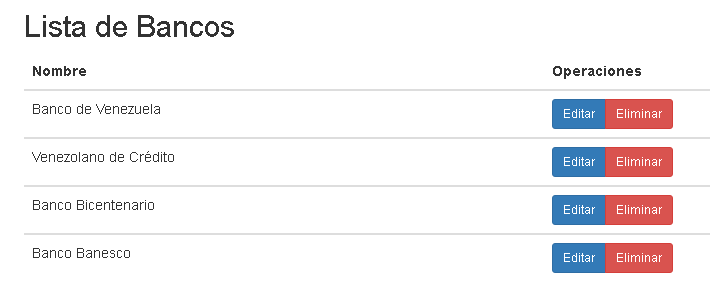 Lista de Bancos
Nombre Operaciones
Banco de Venezuela Editar Eliminar
Venezolano de Crédito Editar Eliminar
Banco Bicentenario Editar Eliminar
Banco Banesco Editar Eliminar